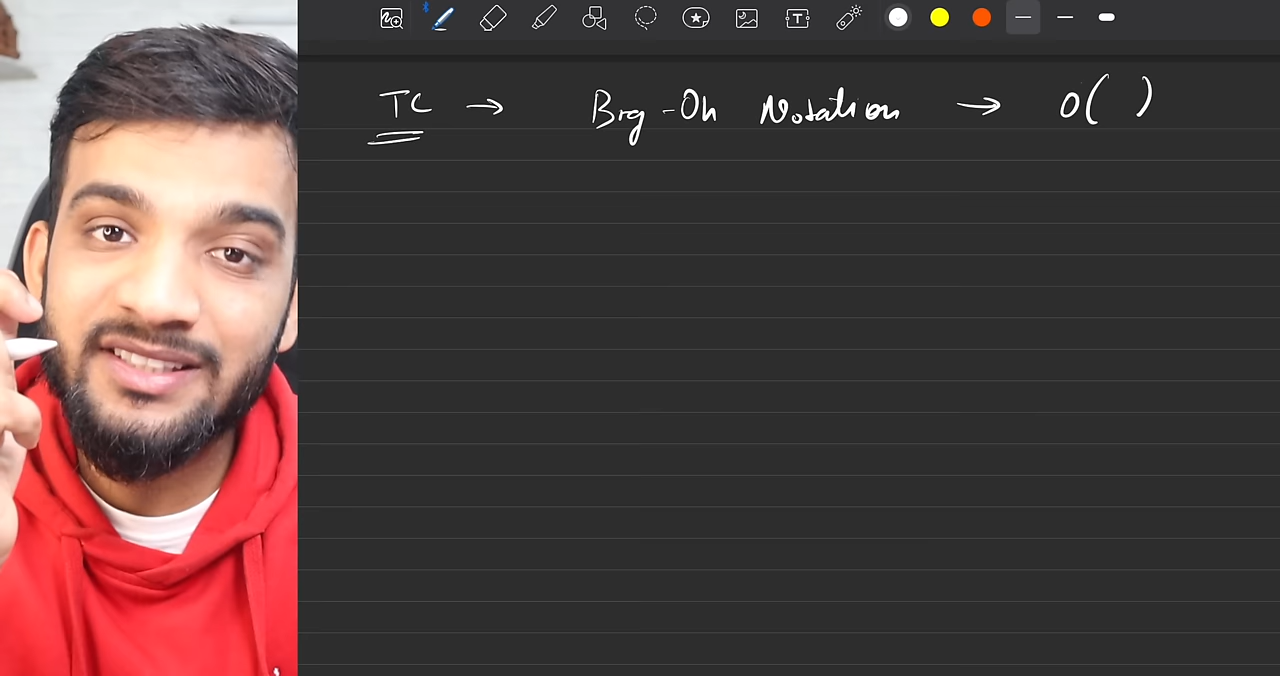 TC → Big-Oh Notation → O( )